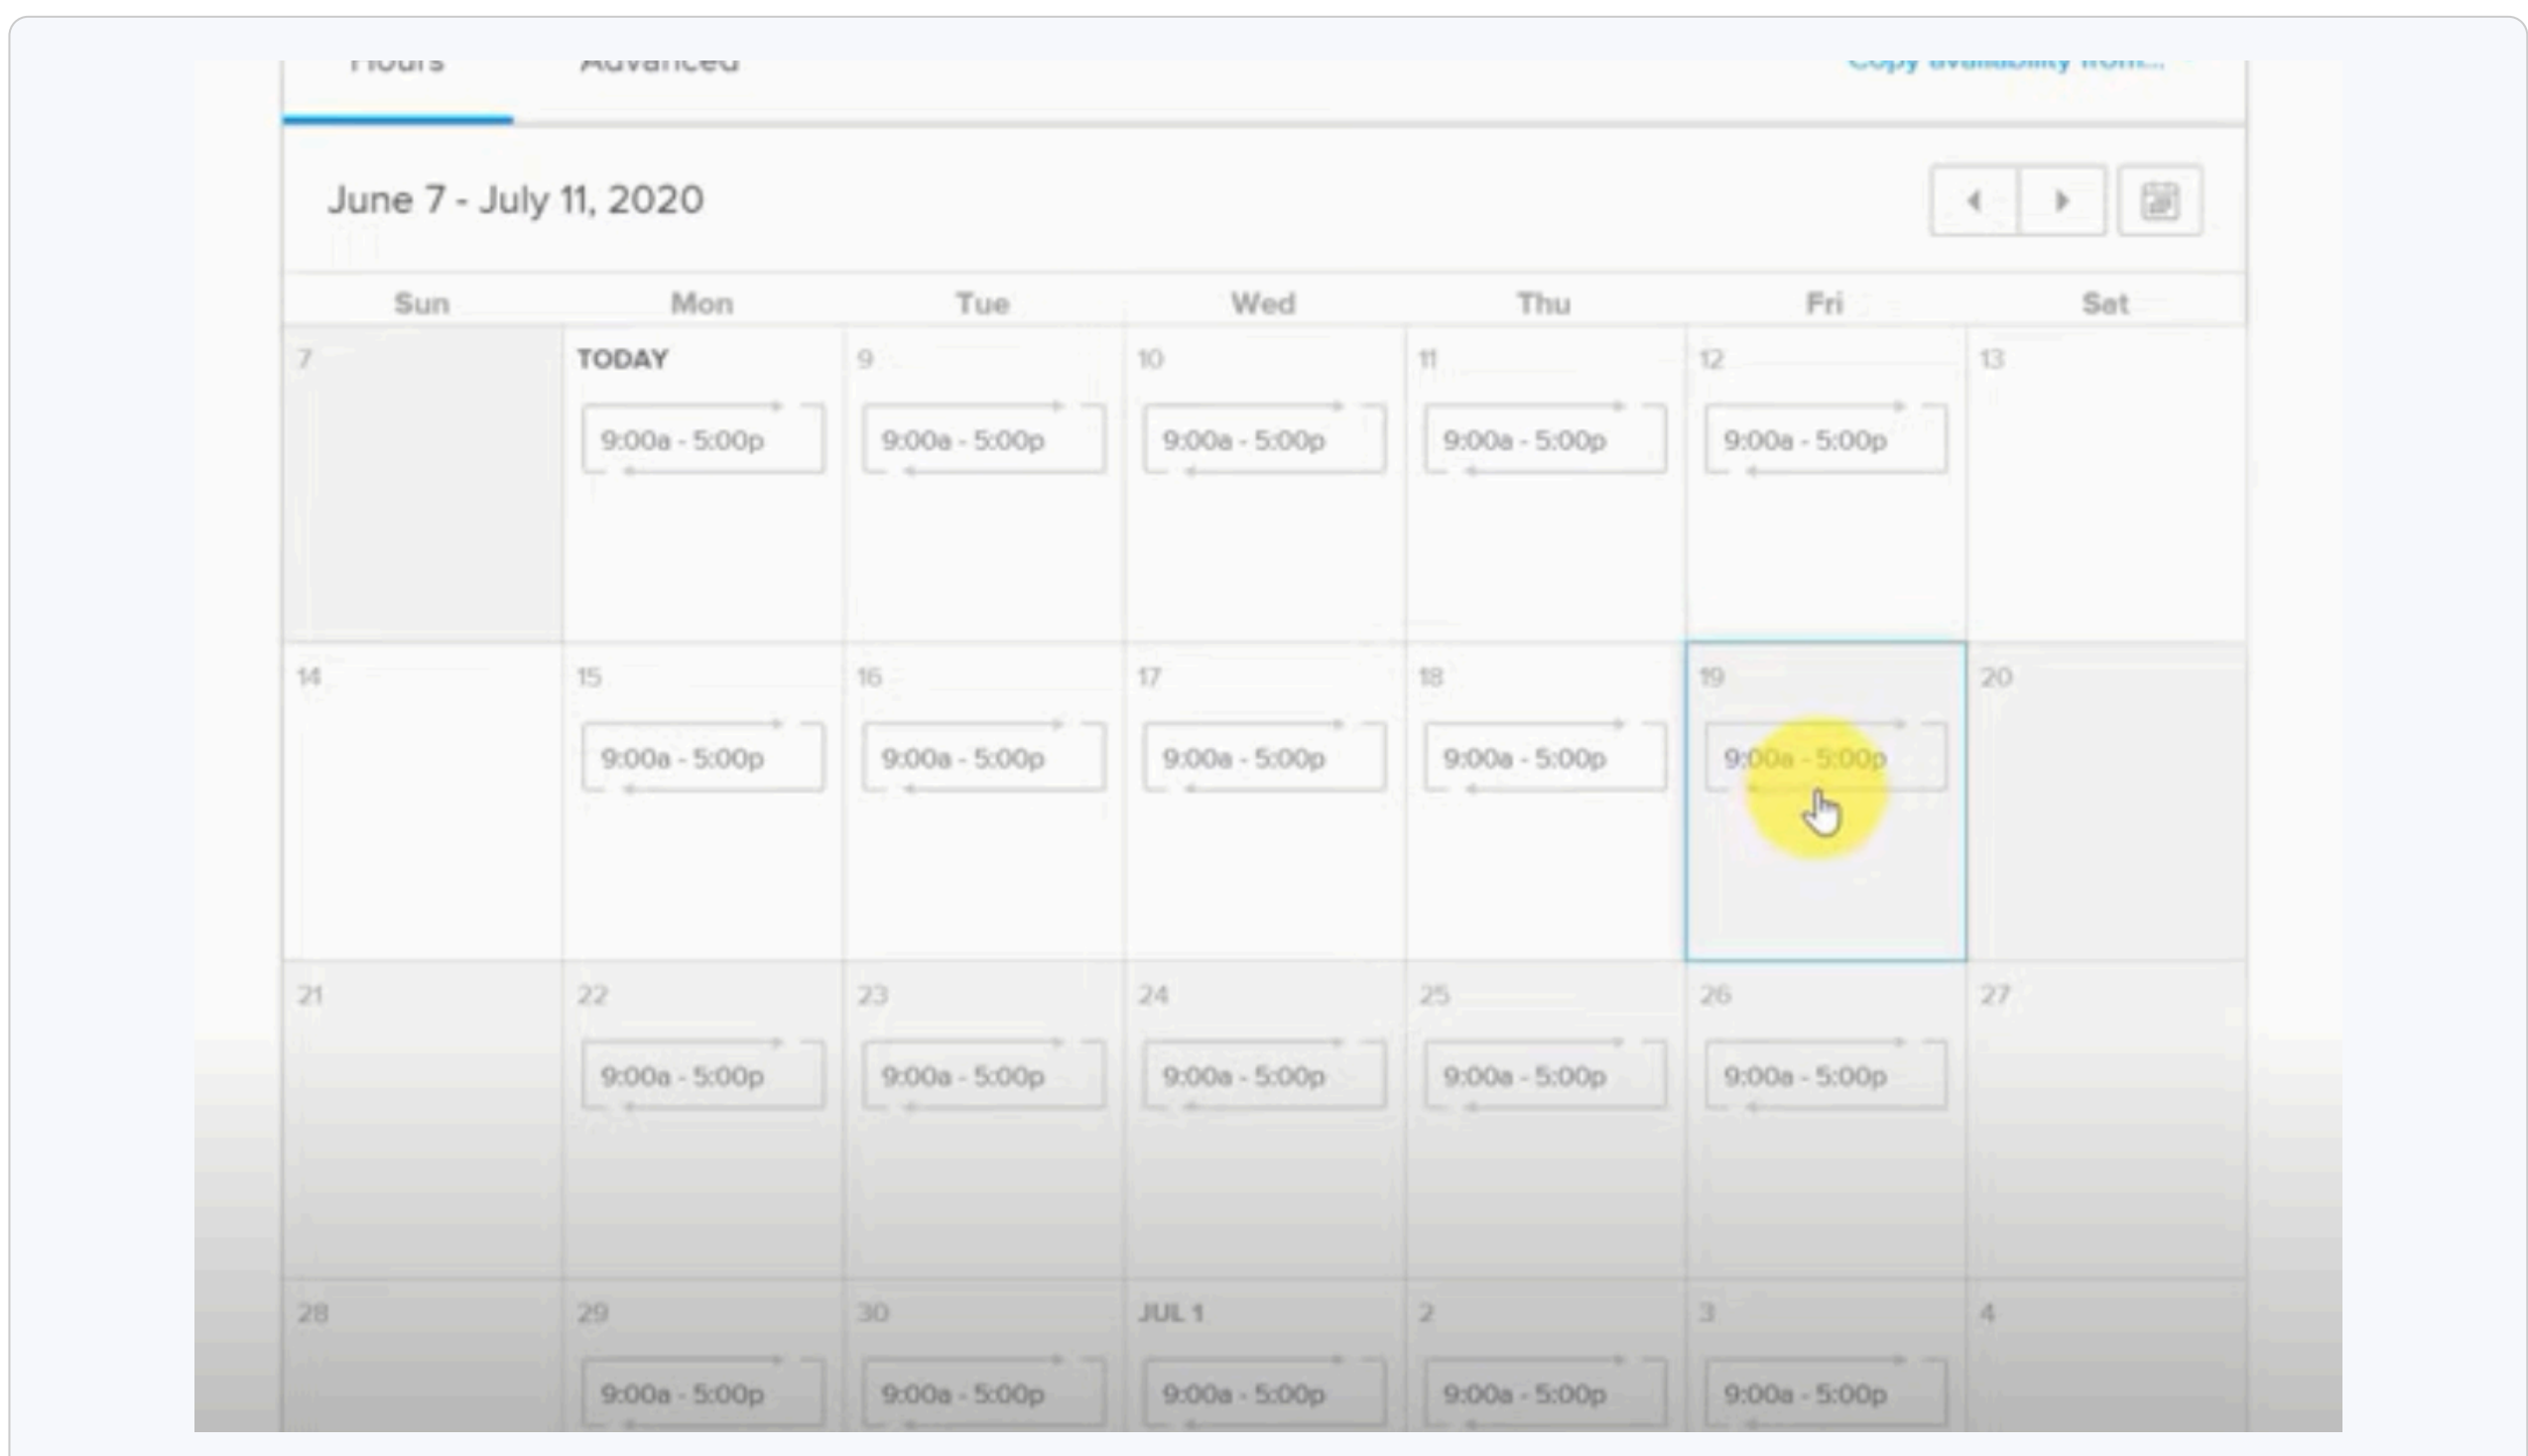 Hours Advanced Copy availability from...
June 7 - July 11, 2020
Sun Mon Tue Wed Thu Fri Sat
7 TODAY 9 10 11 12 13
9:00a - 5:00p 9:00a - 5:00p 9:00a - 5:00p 9:00a - 5:00p 9:00a - 5:00p
14 15 16 17 18 19 20
9:00a - 5:00p 9:00a - 5:00p 9:00a - 5:00p 9:00a - 5:00p 9:00a - 5:00p
21 22 23 24 25 26 27
9:00a - 5:00p 9:00a - 5:00p 9:00a - 5:00p 9:00a - 5:00p 9:00a - 5:00p
28 29 30 JUL 1 2 3 4
9:00a - 5:00p 9:00a - 5:00p 9:00a - 5:00p 9:00a - 5:00p 9:00a - 5:00p